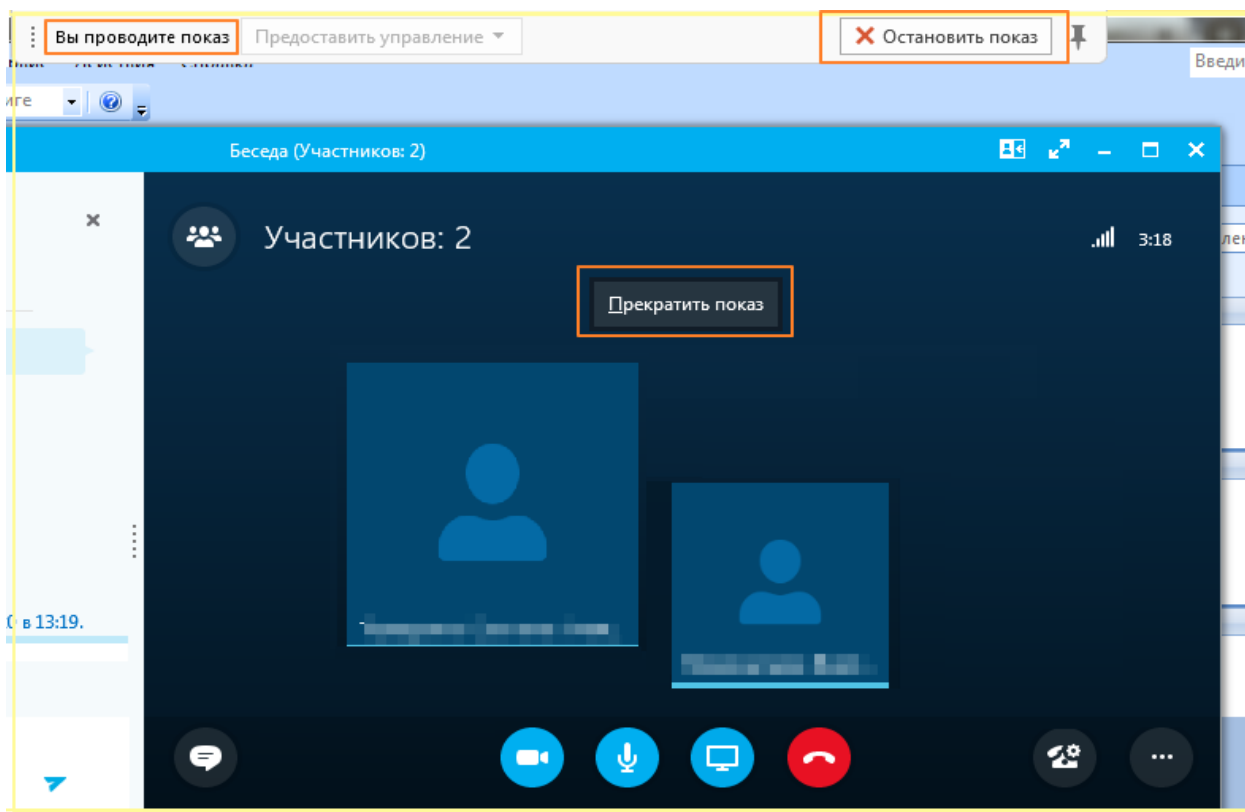 Вы проводите показ
Предоставить управление
Остановить показ
Введи
иге
Беседа (Участников: 2)
Участников: 2
3:18
Прекратить показ
в 13:19.